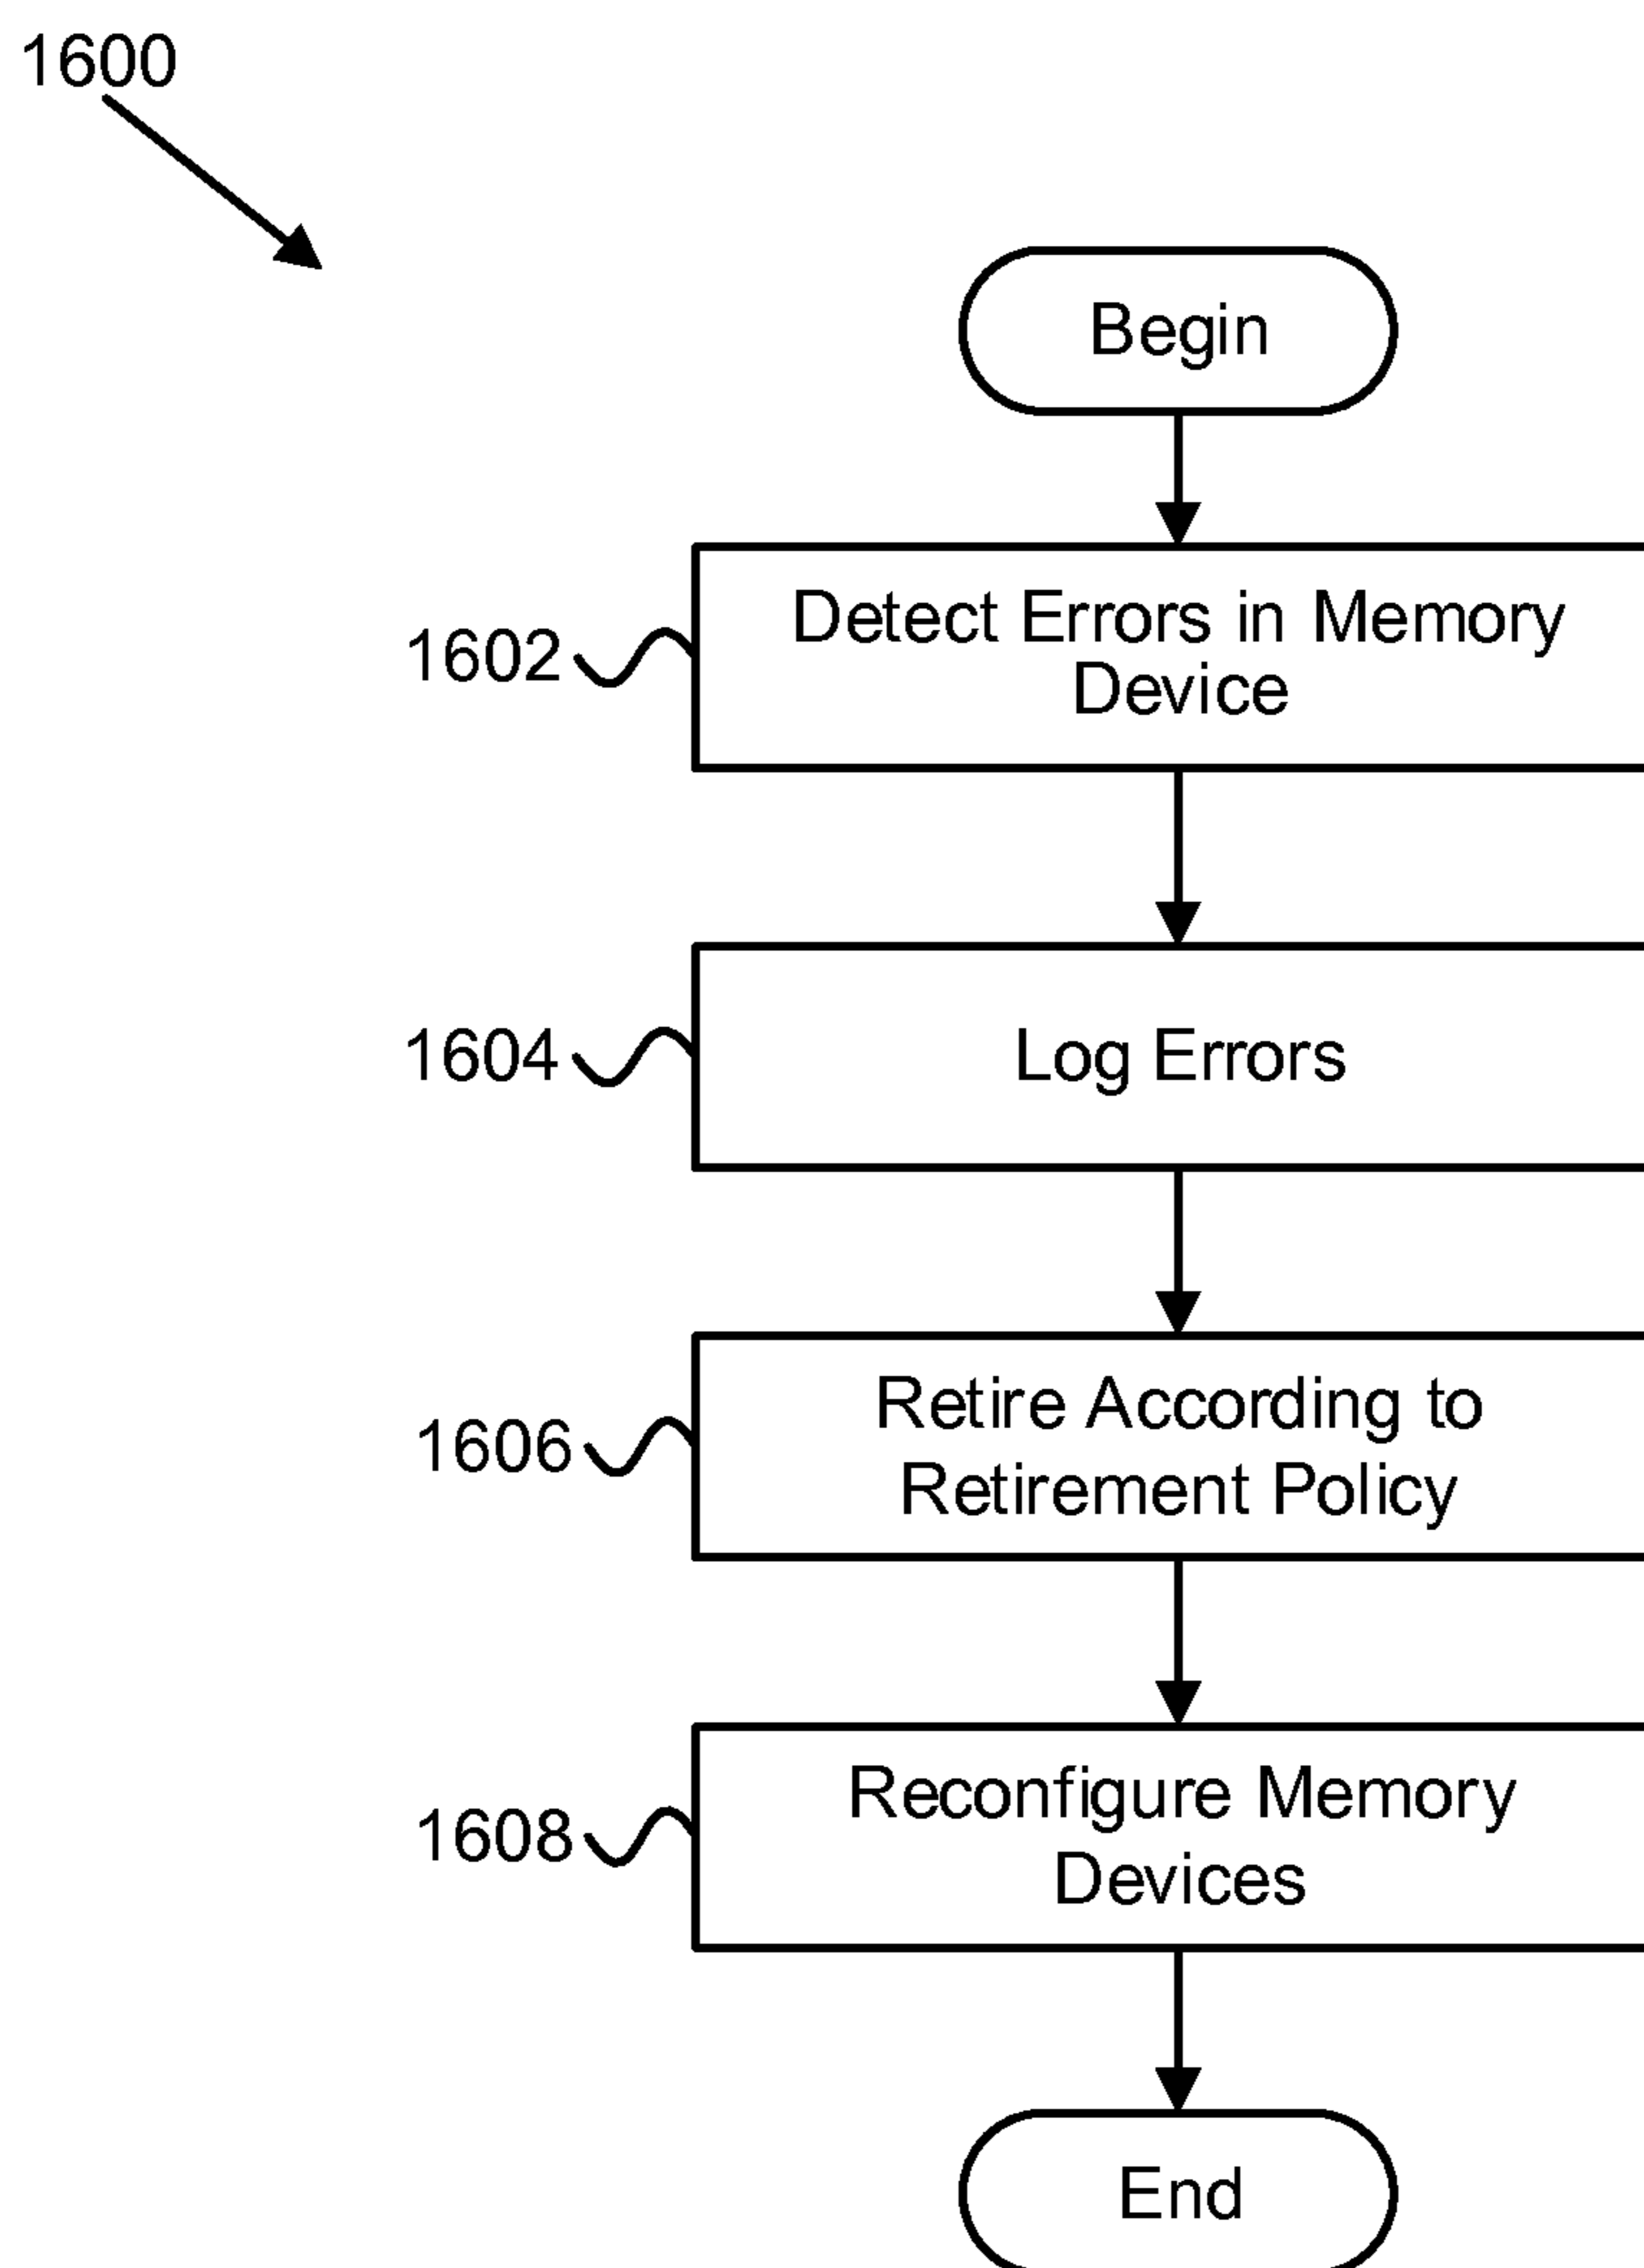 1600
Begin
1602
Detect Errors in Memory
Device
1604
Log Errors
1606
Retire According to
Retirement Policy
1608
Reconfigure Memory
Devices
End